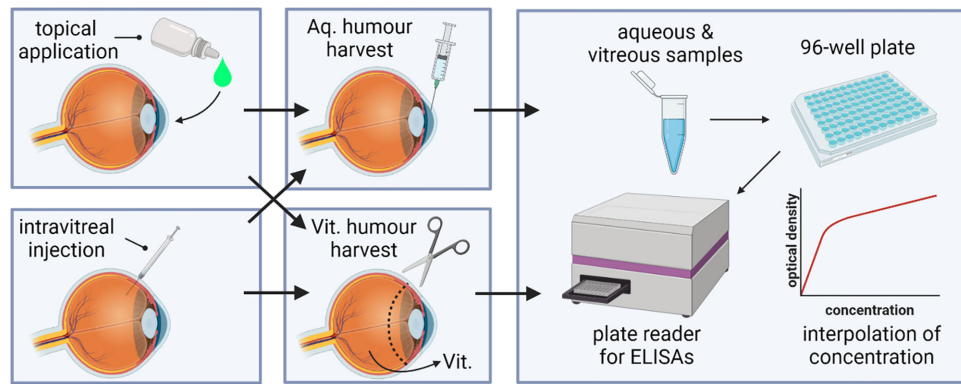 topical
application
Aq. humour
harvest
aqueous &
vitreous samples
96-well plate
intravitreal
injection
Vit. humour
harvest
Vit.
plate reader
for ELISAs
optical density
concentration
interpolation of
concentration